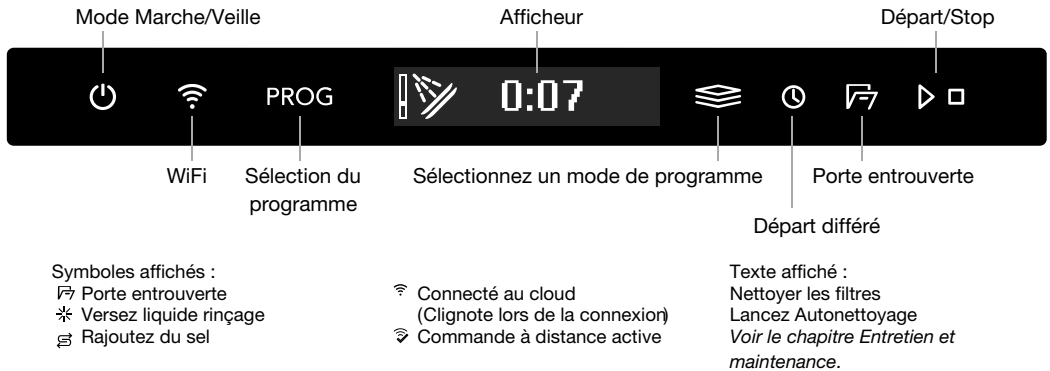 Mode Marche/Veille
Afficheur
Départ/Stop
PROG
0:07
WiFi
Sélection du
programme
Sélectionnez un mode de programme
Porte entrouverte
Départ différé
Symboles affichés :
Porte entrouverte
Versez liquide rinçage
Rajoutez du sel
Connecté au cloud
(Clignote lors de la connexion)
Commande à distance active
Texte affiché :
Nettoyer les filtres
Lancez Autonettoyage
Voir le chapitre Entretien et
maintenance.